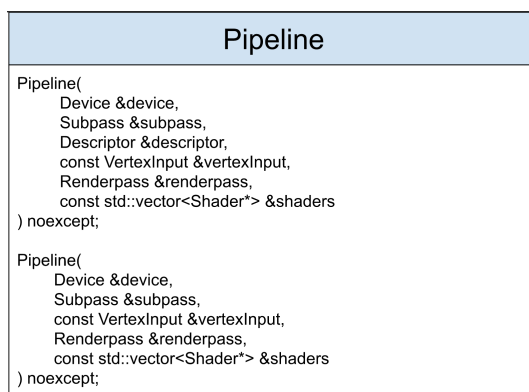 Pipeline
Pipeline(
Device &device,
Subpass &subpass,
Descriptor &descriptor,
const VertexInput &vertexInput,
Renderpass &renderpass,
const std::vector<Shader*> &shaders
) noexcept;
Pipeline(
Device &device,
Subpass &subpass,
const VertexInput &vertexInput,
Renderpass &renderpass,
const std::vector<Shader*> &shaders
) noexcept;